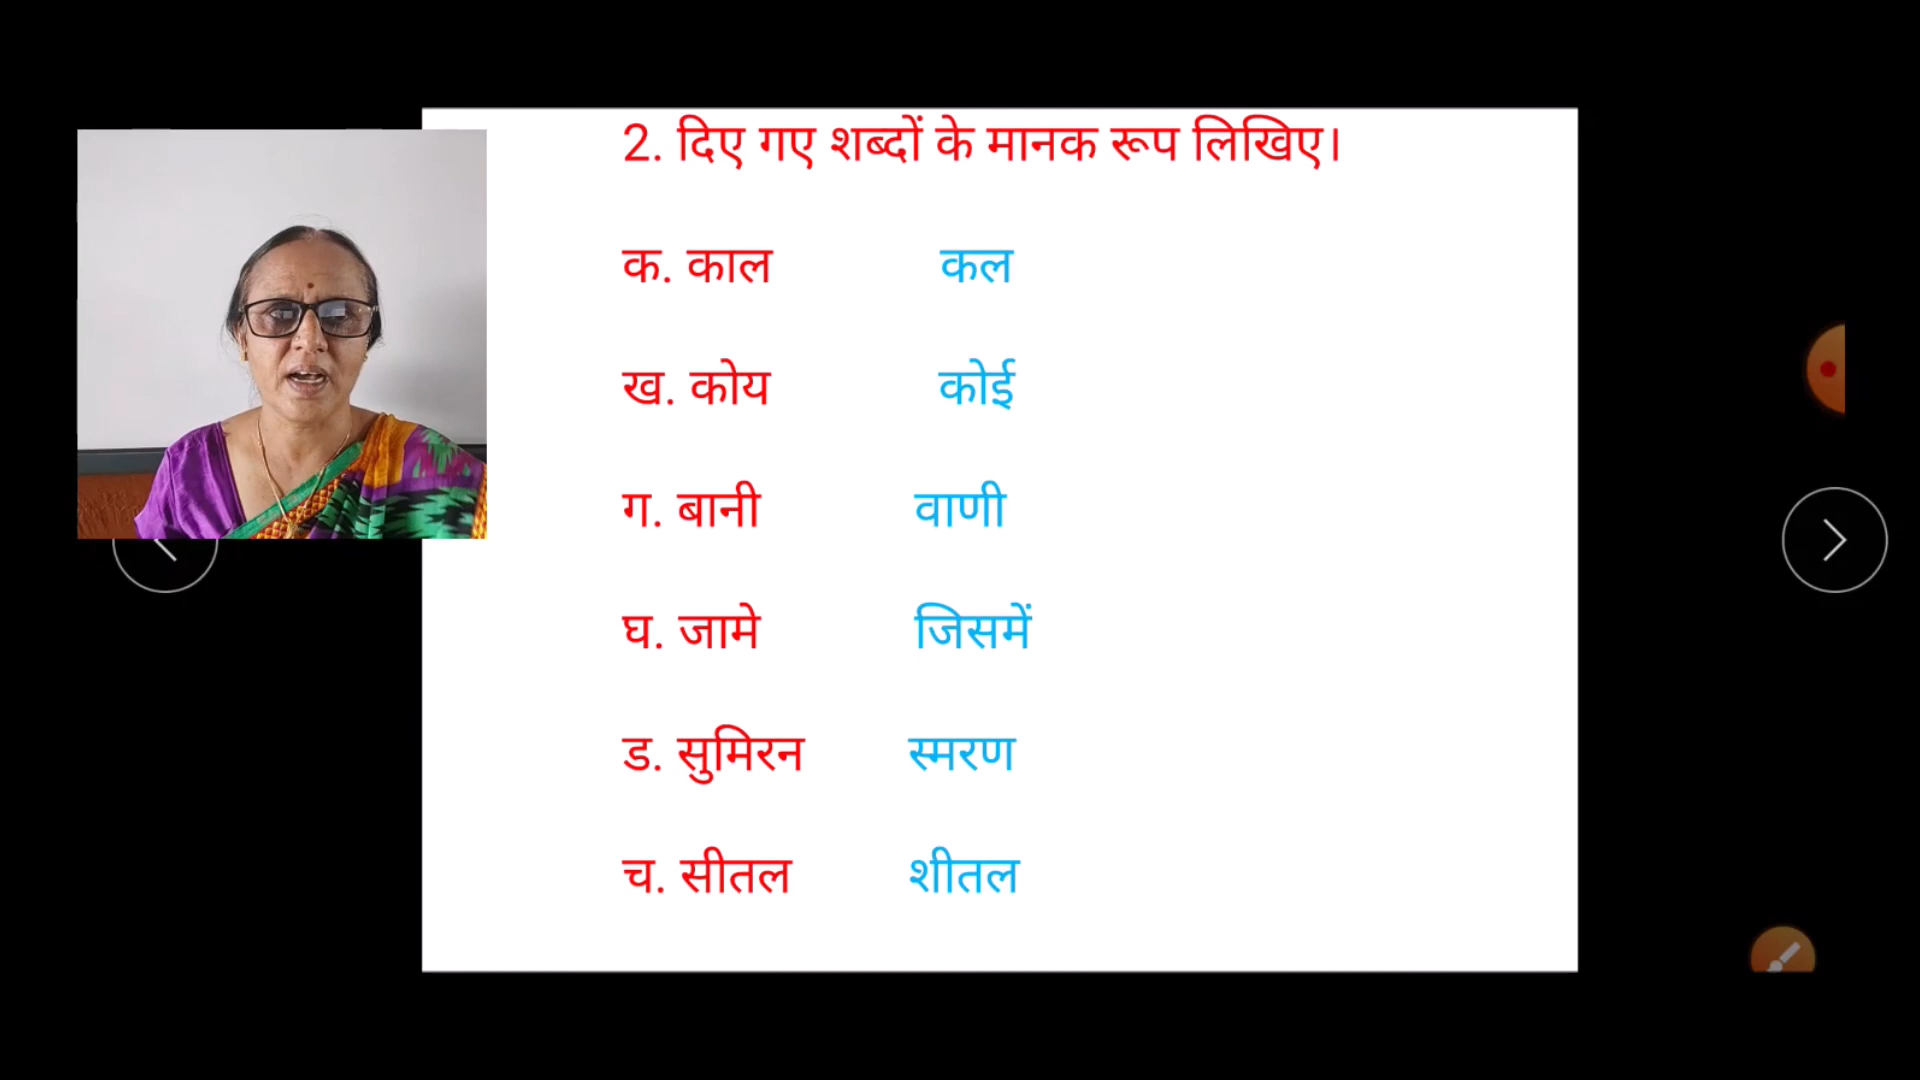 2. दिए गए शब्दों के मानक रूप लिखिए।
क. काल कल
ख. कोय कोई
ग. बानी वाणी
घ. जामे जिसमें
ड. सुमिरन स्मरण
च. सीतल शीतल